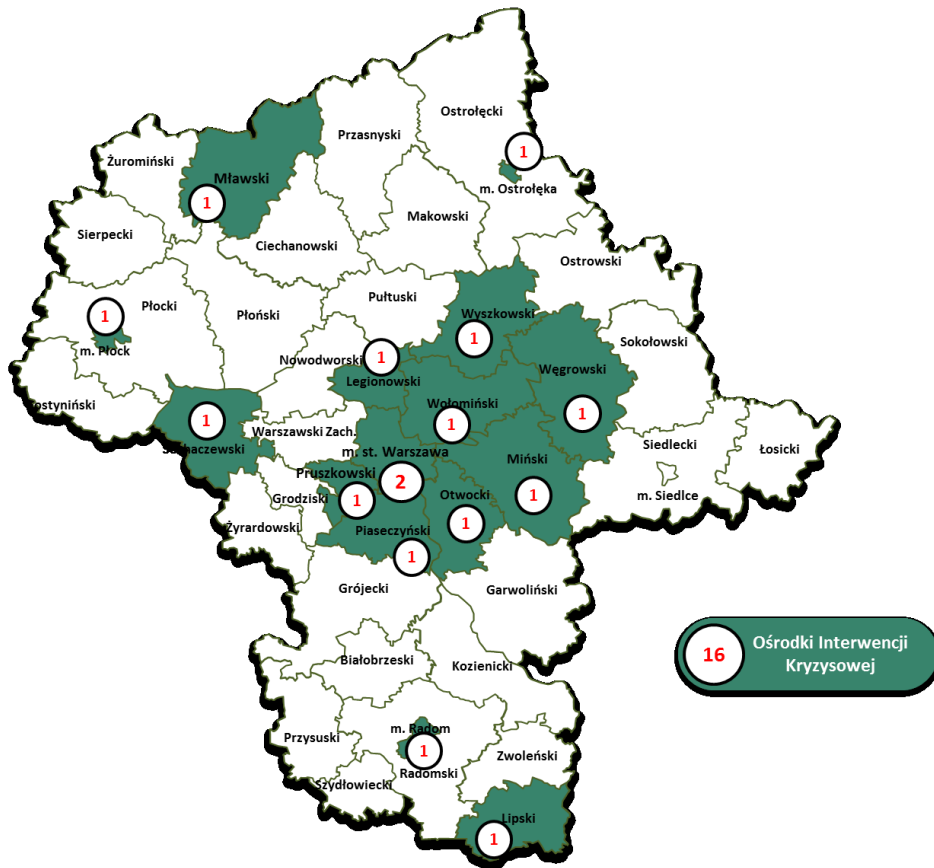 Ostrołęcki
Przasnyski
1
Żuromiński
Mławski
m. Ostrołęka
1
Makowski
Sierpecki
Ciechanowski
Ostrowski
Pułtuski
Płocki
Płoński
Wyszkowski
1
1
Sokołowski
m. Płock
Nowodworski
1
Węgrowski
Legionowski
ostyniński
Wołomiński
1
1
1
Warszawski Zach.
Siedlecki
Sochaczewski
m. st. Warszawa
Łosicki
Miński
Pruszkowski
2
m. Siedlce
Grodziski
1
Otwocki
1
Żyrardowski
Piaseczyński
1
1
Grójecki
Garwoliński
16
Ośrodki Interwencji
Kryzysowej
Białobrzeski
Kozienicki
m. Radom
Przysuski
1
Zwoleński
Radomski
Szydłowiecki
Lipski
1